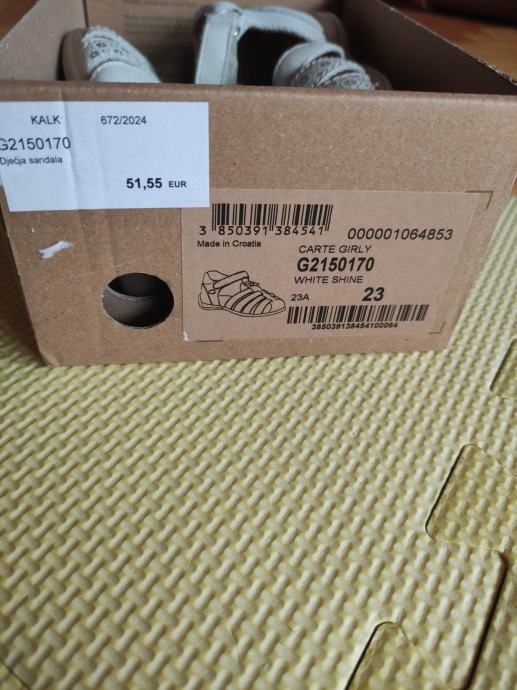 KALK 672/2024
G2150170
Dječja sandala
51,55 EUR
3 850391 384541
000001064853
Made in Croatia
CARTE GIRLY
G2150170
WHITE SHINE
23A 23
385039138454100064